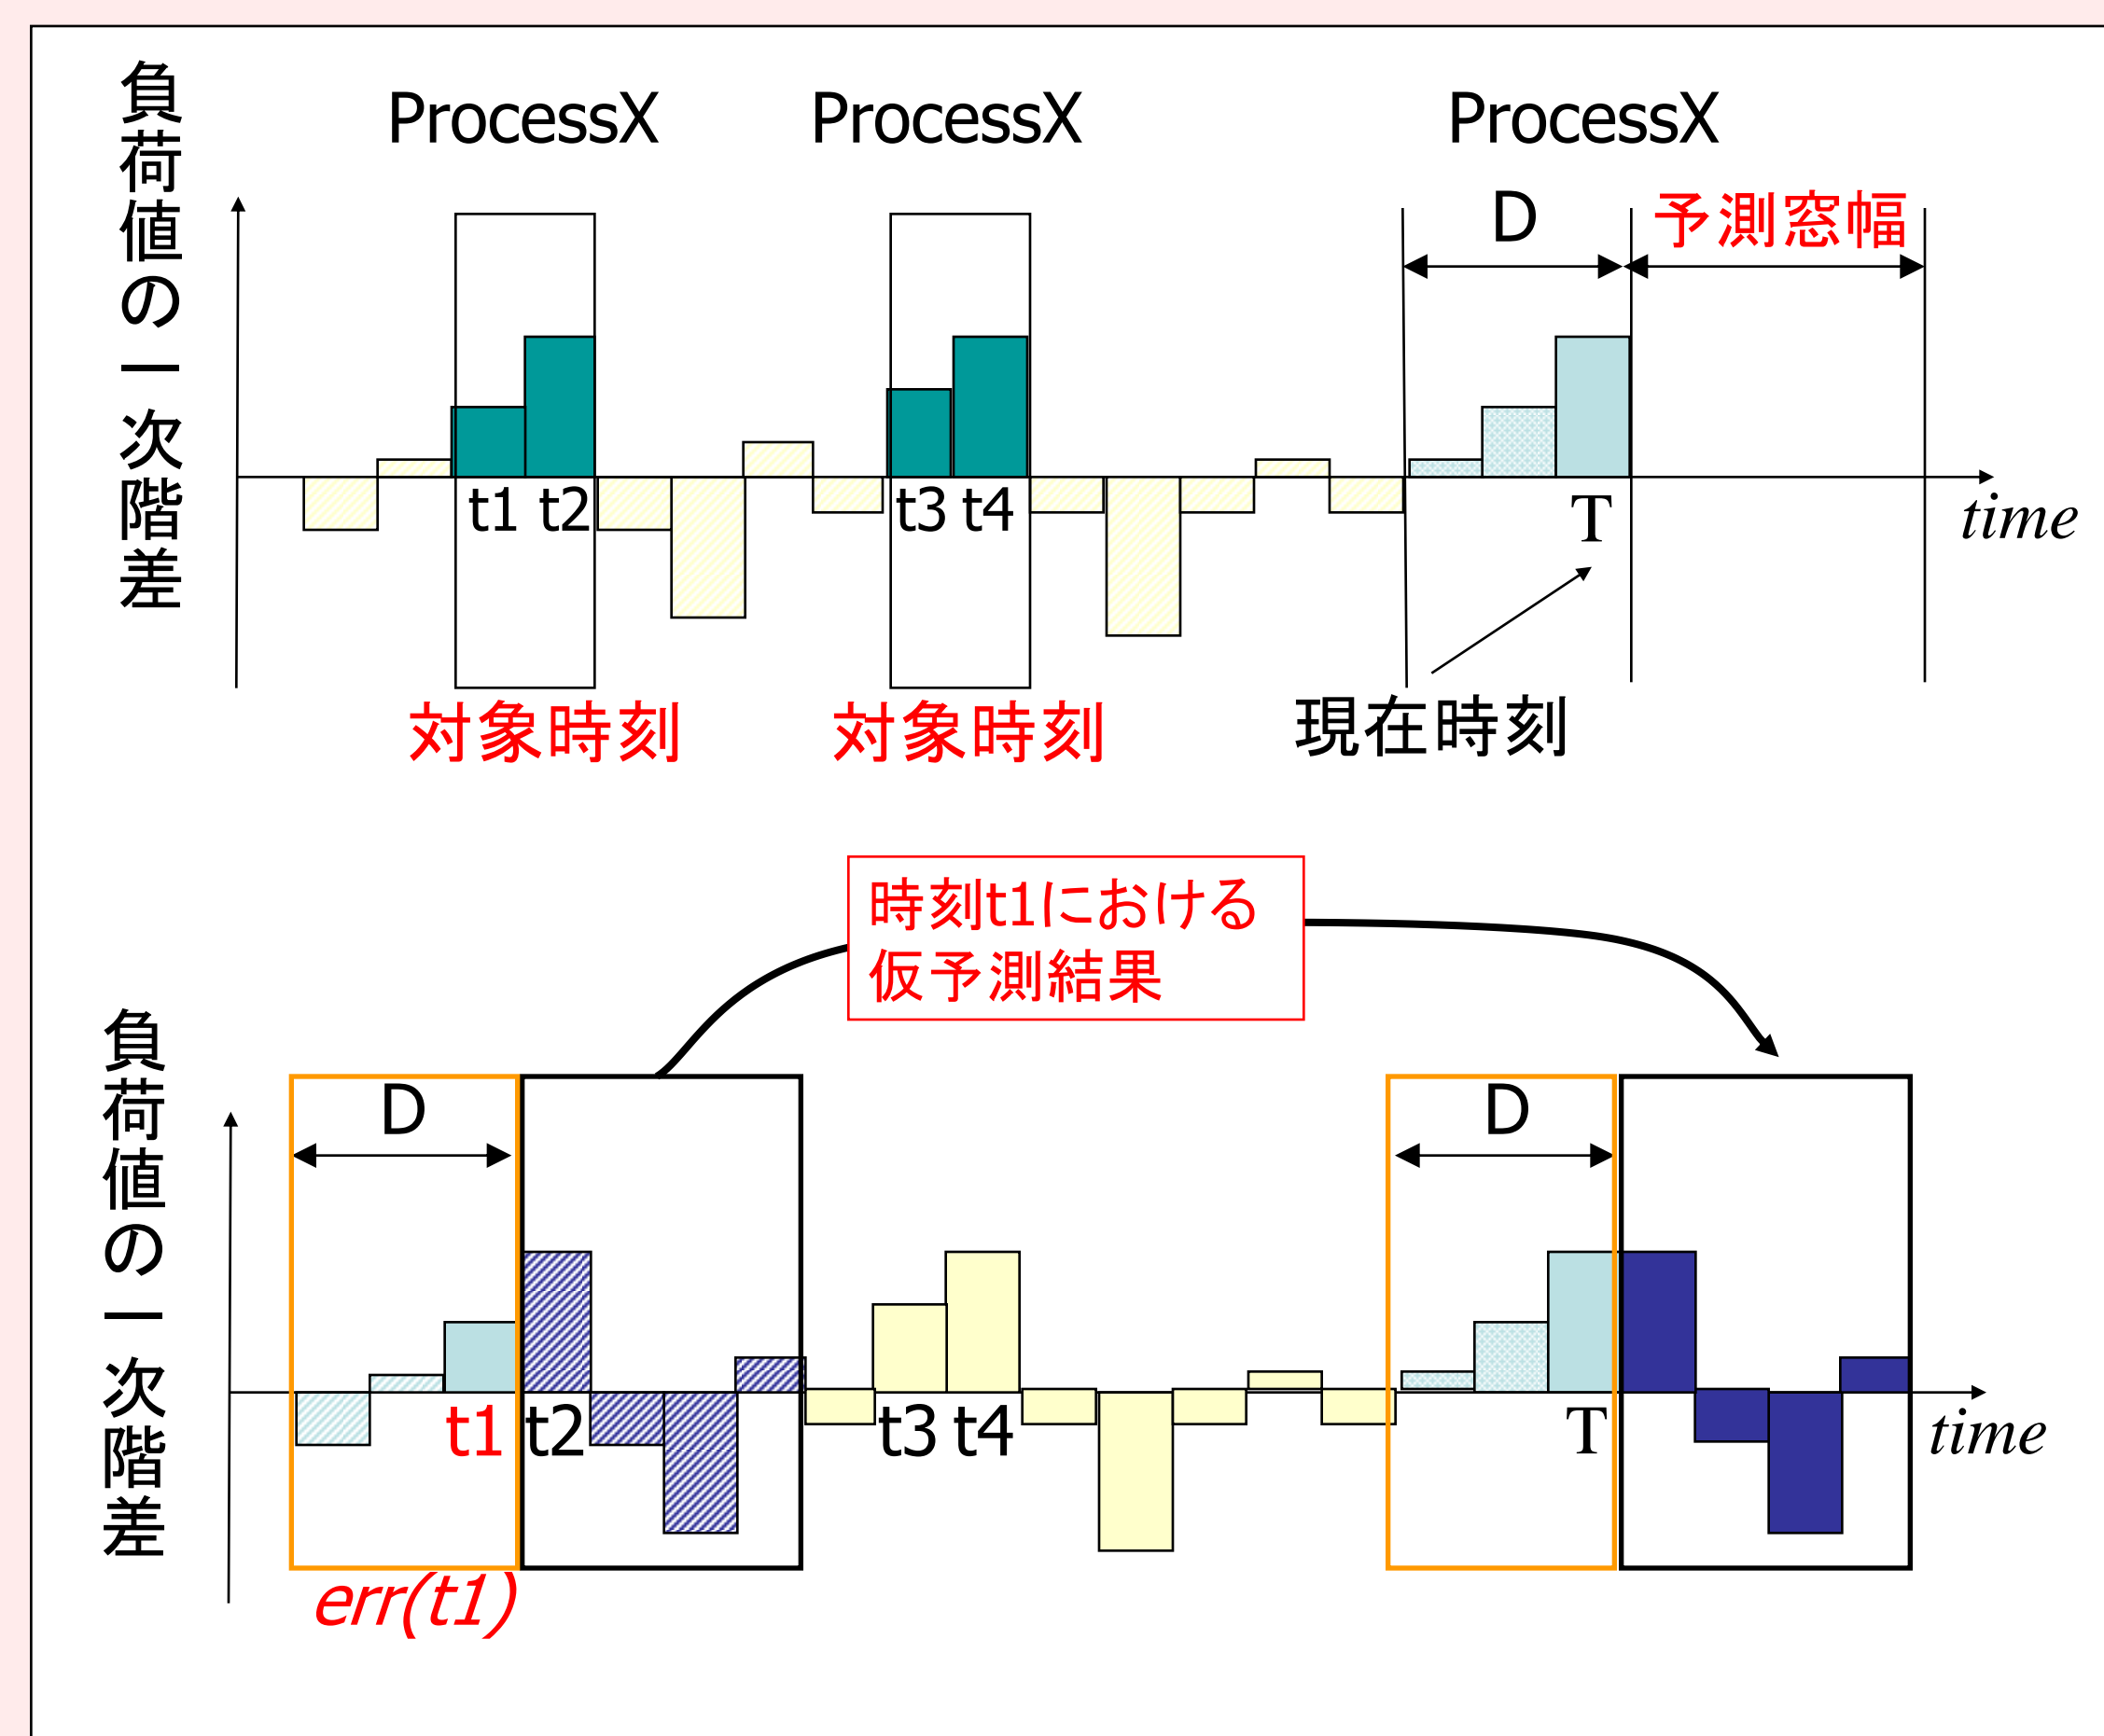 負荷値の一次階差
ProcessX
ProcessX
ProcessX
D
予測窓幅
t1
t2
t3
t4
T
time
対象時刻
対象時刻
現在時刻
時刻t1における
仮予測結果
負荷値の一次階差
D
D
t1
t2
t3
t4
T
time
err(t1)